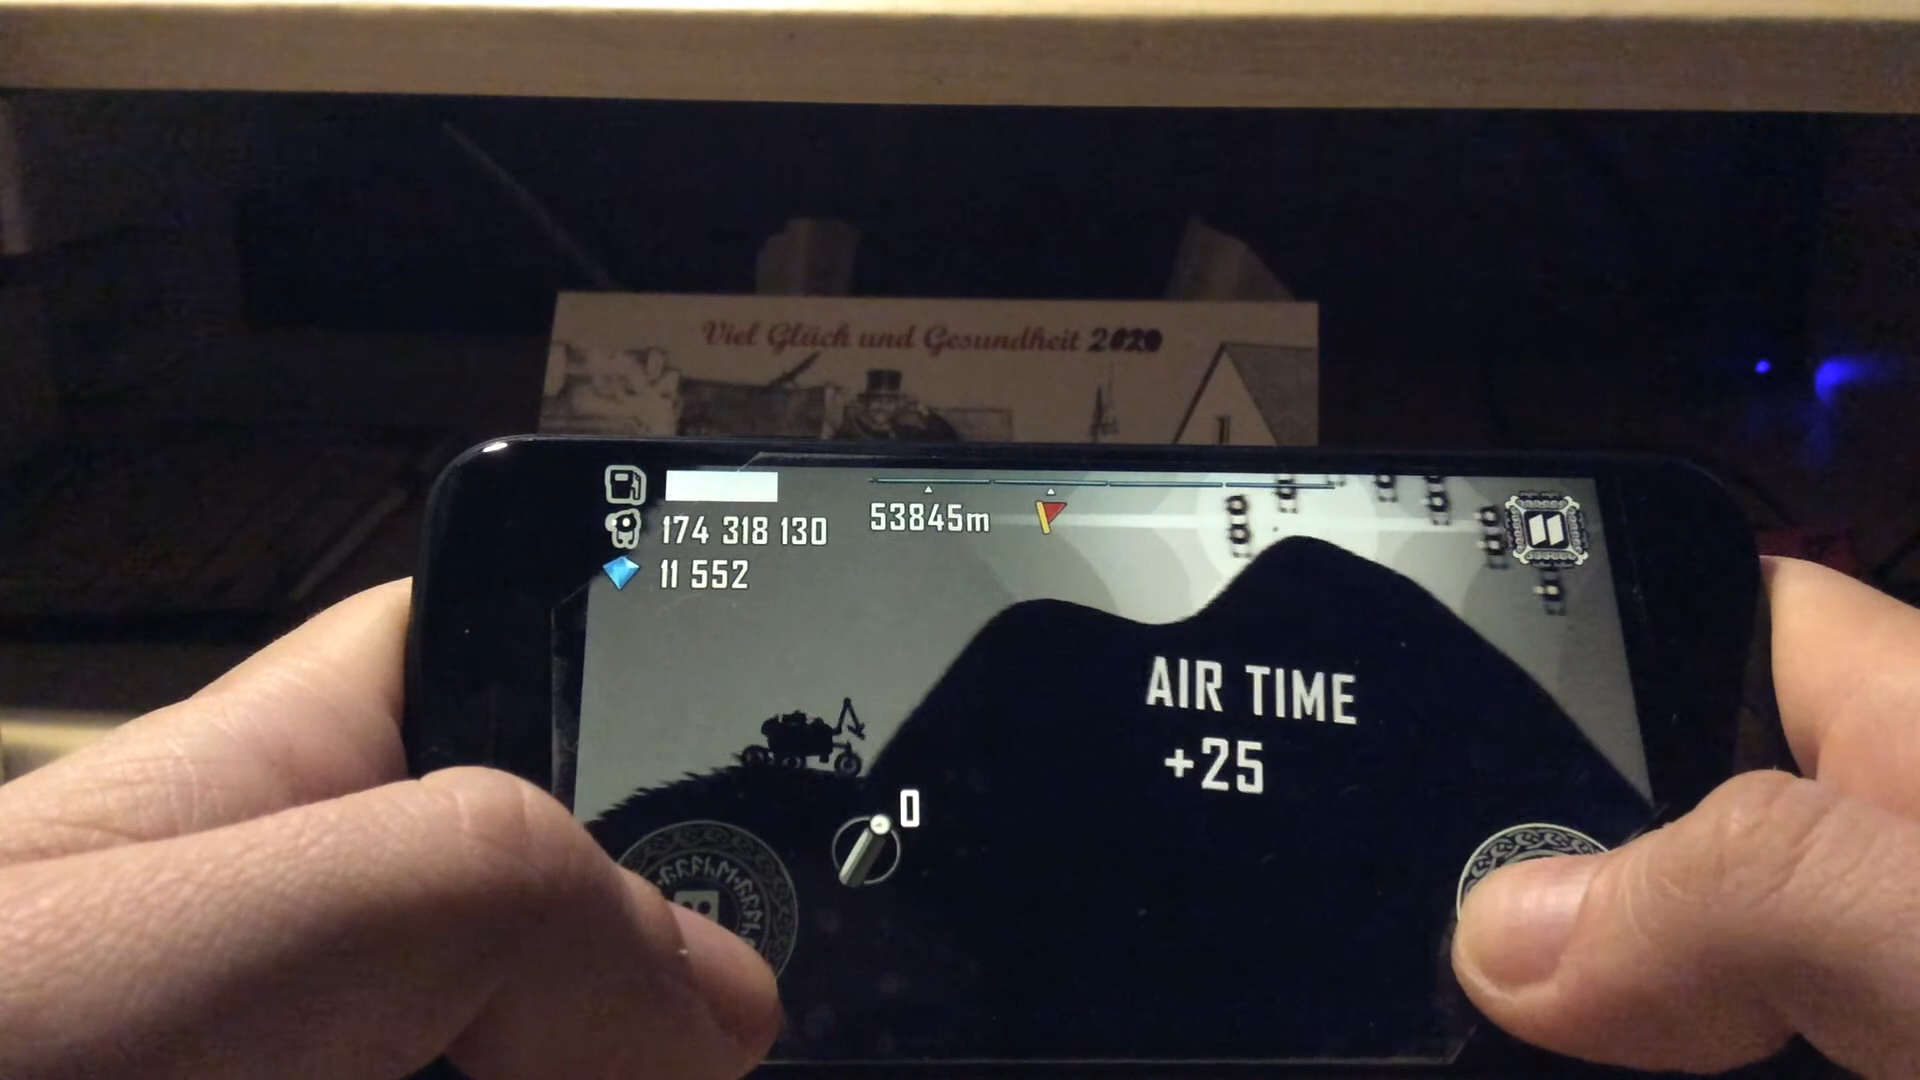 Viel Glück und Gesundheit 2020
174 318 130
53845m
11 552
AIR TIME
+25
0